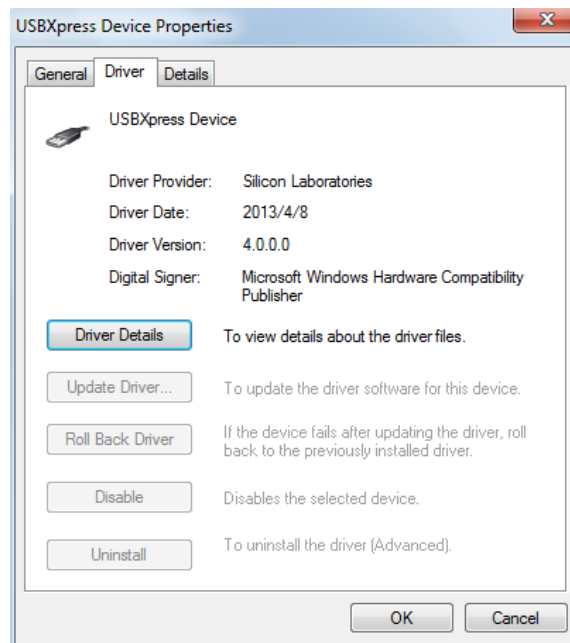 USBXpress Device Properties
General
Driver
Details
USBXpress Device
Driver Provider: Silicon Laboratories
Driver Date: 2013/4/8
Driver Version: 4.0.0.0
Digital Signer: Microsoft Windows Hardware Compatibility
Publisher
Driver Details To view details about the driver files.
Update Driver... To update the driver software for this device.
Roll Back Driver If the device fails after updating the driver, roll
back to the previously installed driver.
Disable Disables the selected device.
Uninstall To uninstall the driver (Advanced).
OK Cancel